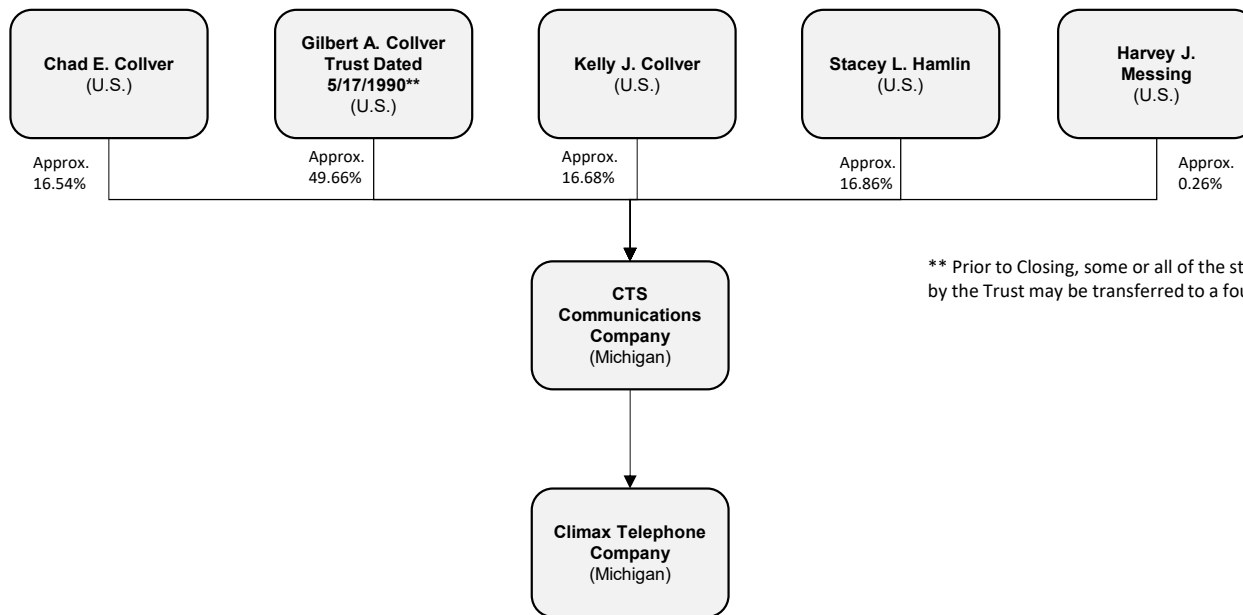 Chad E. Collver
(U.S.)
Gilbert A. Collver
Trust Dated
5/17/1990**
(U.S.)
Kelly J. Collver
(U.S.)
Stacey L. Hamlin
(U.S.)
Harvey J.
Messing
(U.S.)
Approx.
16.54%
Approx.
49.66%
Approx.
16.68%
Approx.
16.86%
Approx.
0.26%
** Prior to Closing, some or all of the
by the Trust may be transferred to a
CTS
Communications
Company
(Michigan)
Climax Telephone
Company
(Michigan)